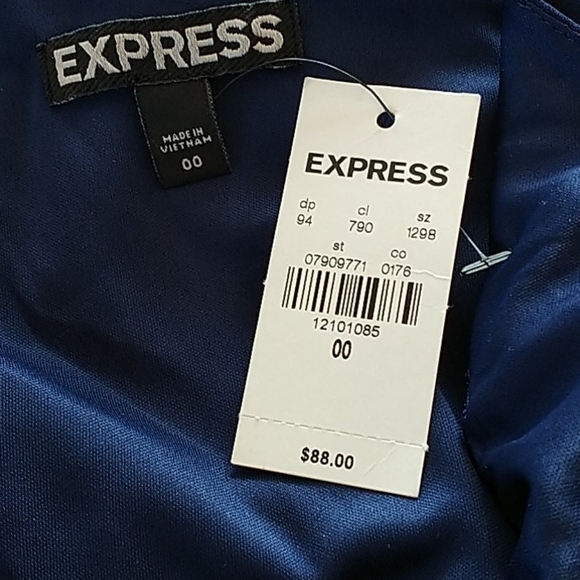 EXPRESS
MADE IN
VIETNAM
00
EXPRESS
dp cl sz
94 790 1298
st co
07909771 0176
12101085
00
$88.00